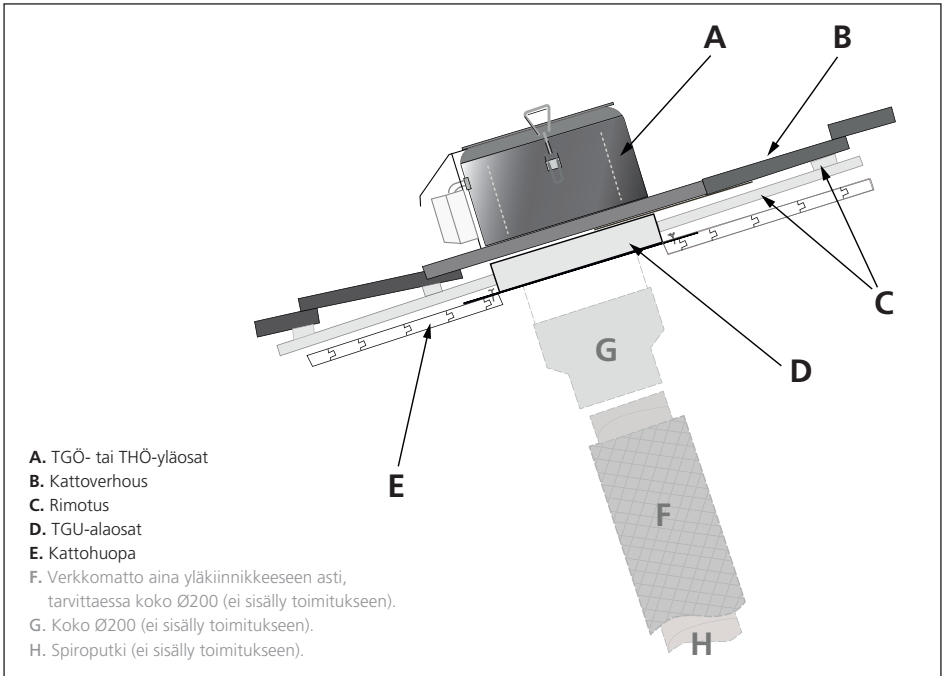 A
B
C
G
D
E
F
H
A. TGÖ- tai THÖ-yläosat
B. Kattoverhous
C. Rimotus
D. TGU-alaosat
E. Kattohuopa
F. Verkkomatto aina yläkiinnikkeeseen asti,
tarvittaessa koko Ø200 (ei sisälly toimitukseen).
G. Koko Ø200 (ei sisälly toimitukseen).
H. Spiroputki (ei sisälly toimitukseen).